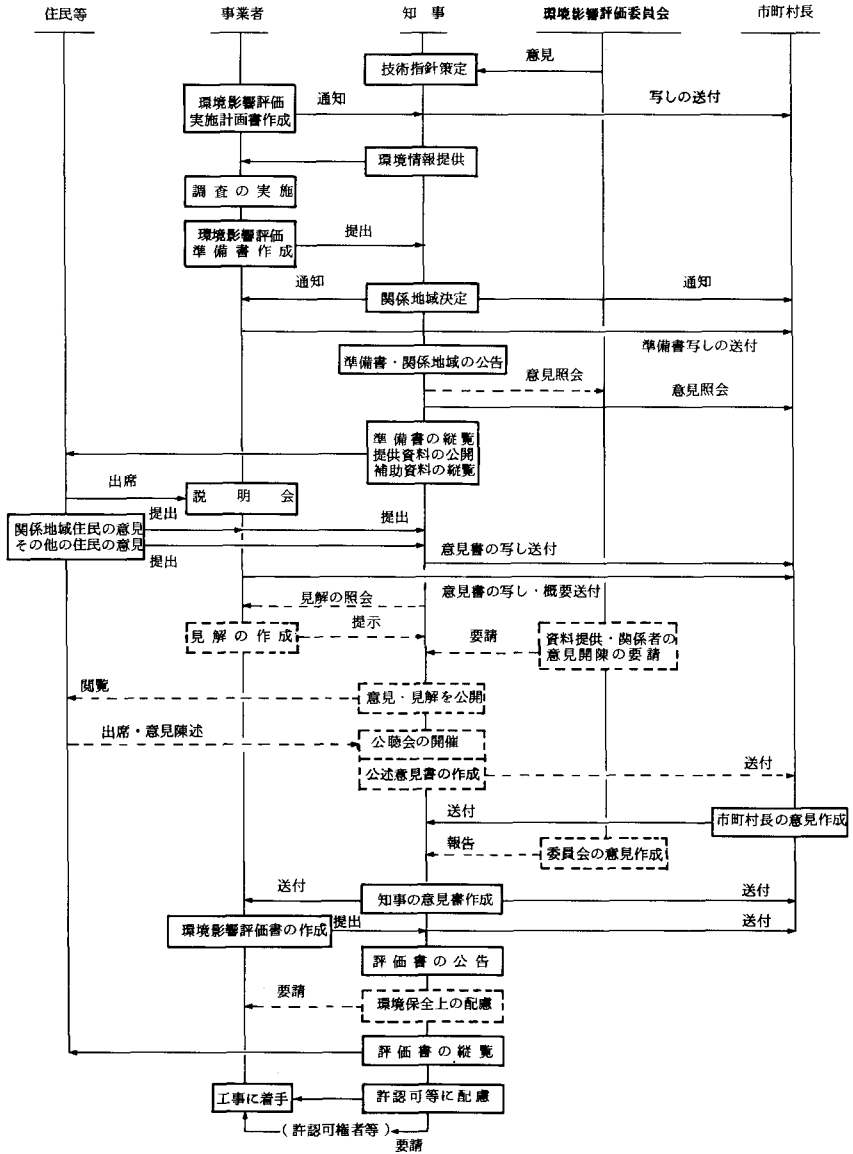 住民等
事業者
知事
環境影響評価委員会
市町村長
意見
技術指針策定
環境影響評価
実施計画書作成
通知
写しの送付
環境情報提供
調査の実施
環境影響評価
準備書作成
提出
通知
関係地域決定
通知
準備書写しの送付
準備書・関係地域の公告
意見照会
意見照会
準備書の縦覧
提供資料の公開
補助資料の縦覧
出席
説明会
関係地域住民の意見
その他の住民の意見
提出
提出
提出
意見書の写し送付
意見書の写し・概要送付
見解の照会
見解の作成
提示
要請
資料提供・関係者の
意見開陳の要請
閲覧
意見・見解を公開
出席・意見陳述
公聴会の開催
公述意見書の作成
送付
送付
市町村長の意見作成
報告
委員会の意見作成
送付
知事の意見書作成
送付
環境影響評価書の作成
提出
送付
評価書の公告
要請
環境保全上の配慮
評価書の縦覧
工事に着手
許認可等に配慮
(許認可権者等)
要請